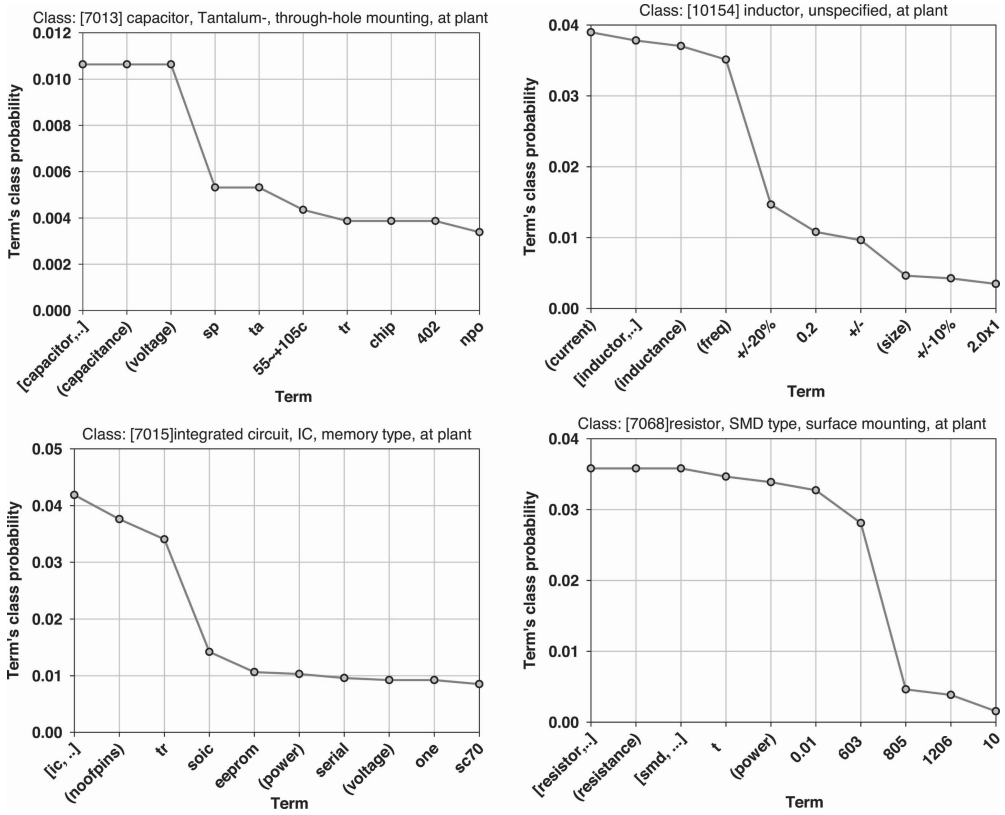 Class: [7013] capacitor, Tantalum-, through-hole mounting, at plant
Term's class probability
0.012
0.010
0.008
0.006
0.004
0.002
0.000
[capacitor,..]
(capacitance)
(voltage)
sp
ta
55~+105c
tr
chip
402
npo
Term
Class: [10154] inductor, unspecified, at plant
Term's class probability
0.04
0.03
0.02
0.01
0.00
(current)
[inductor,..]
(inductance)
(freq)
+/-20%
0.2
+/-
(size)
+/-10%
2.0x1
Term
Class: [7015]integrated circuit, IC, memory type, at plant
Term's class probability
0.05
0.04
0.03
0.02
0.01
0.00
[ic, ..]
(noofpins)
tr
soic
eeprom
(power)
serial
(voltage)
one
sc70
Term
Class: [7068]resistor, SMD type, surface mounting, at plant
Term's class probability
0.04
0.03
0.02
0.01
0.00
[resistor,..]
(resistance)
[smd, ..]
t
(power)
0.01
603
805
1206
10
Term